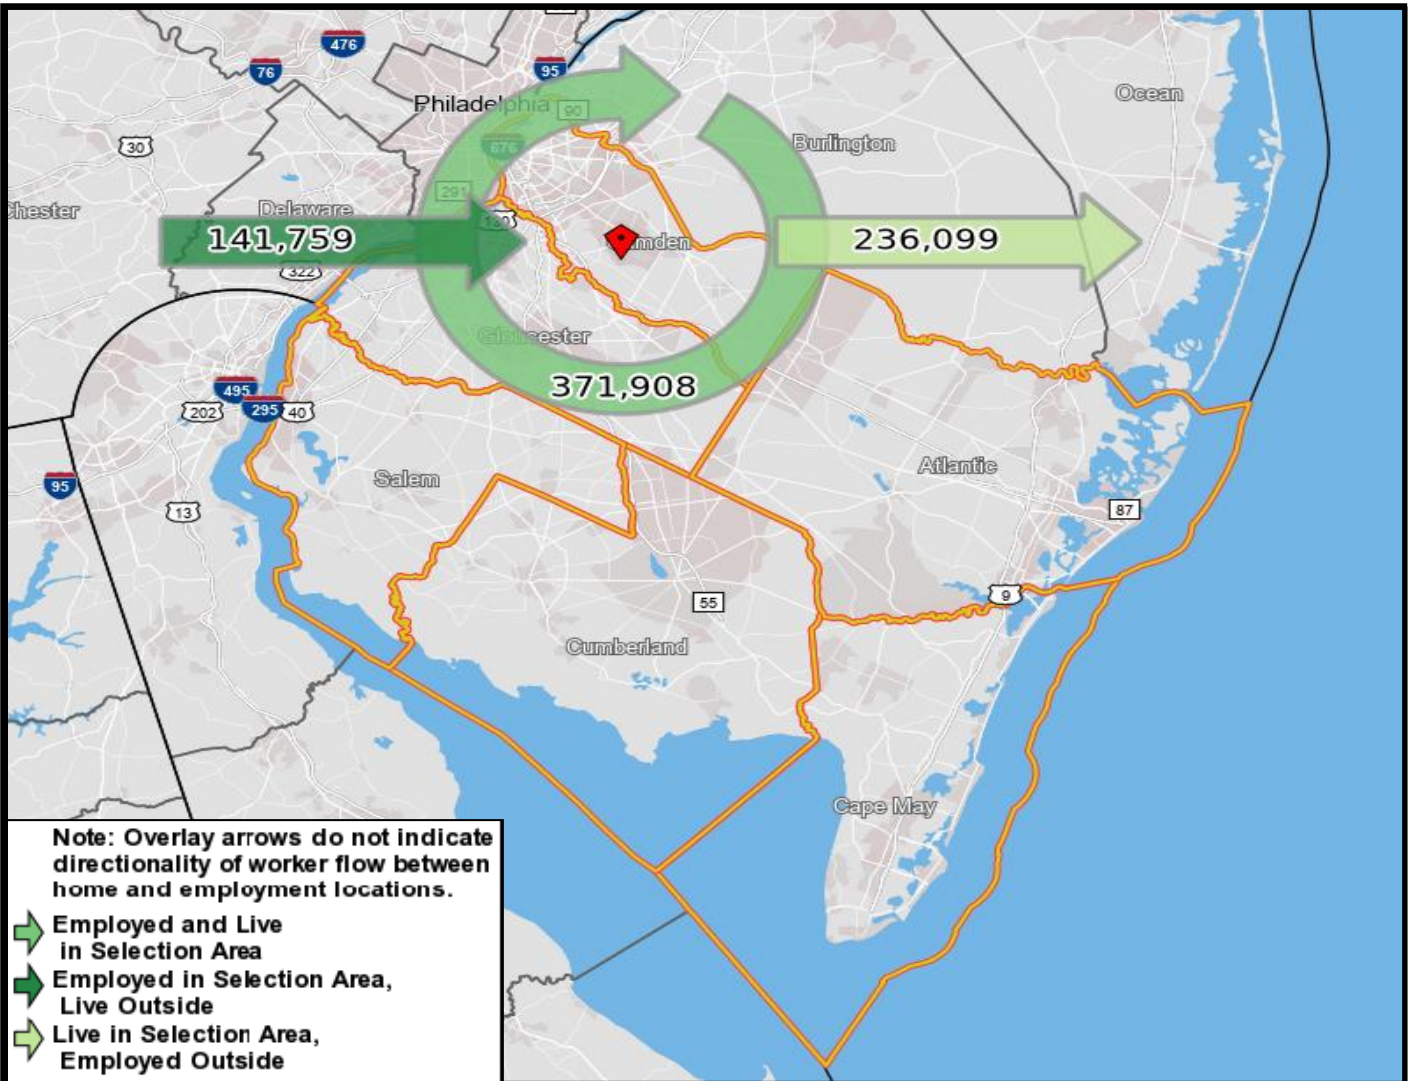 476
76
95
Ocean
Philadelphia
90
30
Burlington
676
291
Chester
Delaware
130
141,759
Camden
236,099
322
Gloucester
371,908
495
295
202
40
Salem
Atlantic
95
13
87
55
9
Cumberland
Cape May
Note: Overlay arrows do not indicate
directionality of worker flow between
home and employment locations.
Employed and Live
in Selection Area
Employed in Selection Area,
Live Outside
Live in Selection Area,
Employed Outside